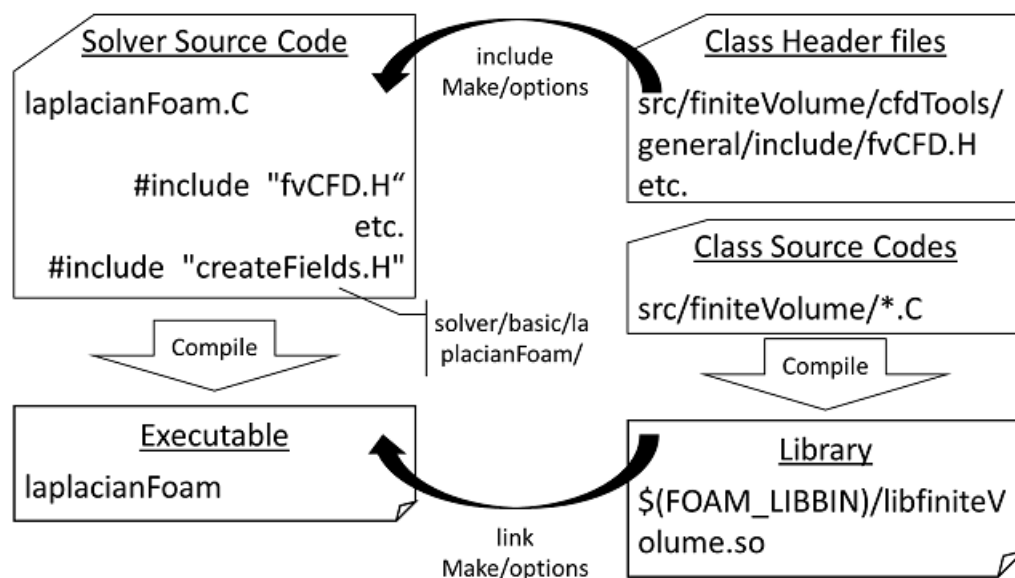 Solver Source Code
laplacianFoam.C
#include "fvCFD.H“
etc.
#include "createFields.H"
include
Make/options
Class Header files
src/finiteVolume/cfdTools/
general/include/fvCFD.H
etc.
Class Source Codes
src/finiteVolume/*.C
solver/basic/la
placianFoam/
Compile
Compile
Executable
laplacianFoam
link
Make/options
Library
$(FOAM_LIBBIN)/libfiniteV
olume.so